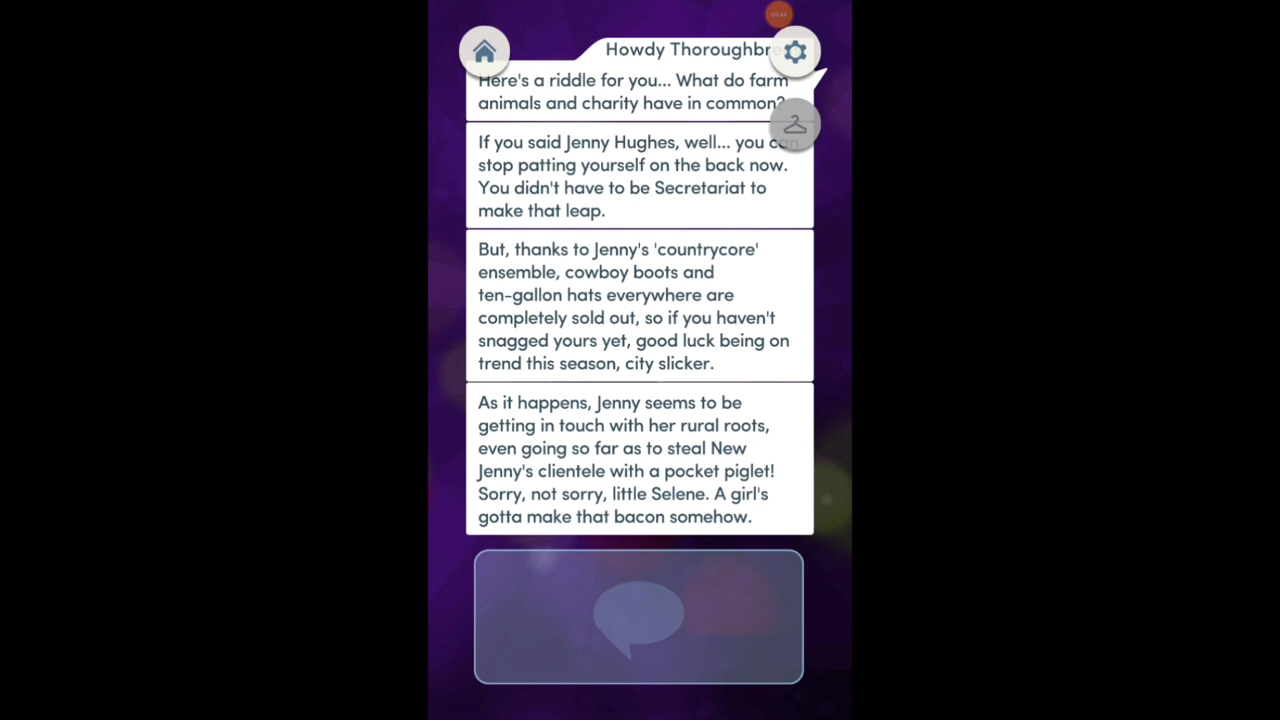 Howdy Thoroughbr
Here's a riddle for you... What do farm
animals and charity have in common?
If you said Jenny Hughes, well... you can
stop patting yourself on the back now.
You didn't have to be Secretariat to
make that leap.
But, thanks to Jenny's 'countrycore'
ensemble, cowboy boots and
ten-gallon hats everywhere are
completely sold out, so if you haven't
snagged yours yet, good luck being on
trend this season, city slicker.
As it happens, Jenny seems to be
getting in touch with her rural roots,
even going so far as to steal New
Jenny's clientele with a pocket piglet!
Sorry, not sorry, little Selene. A girl's
gotta make that bacon somehow.